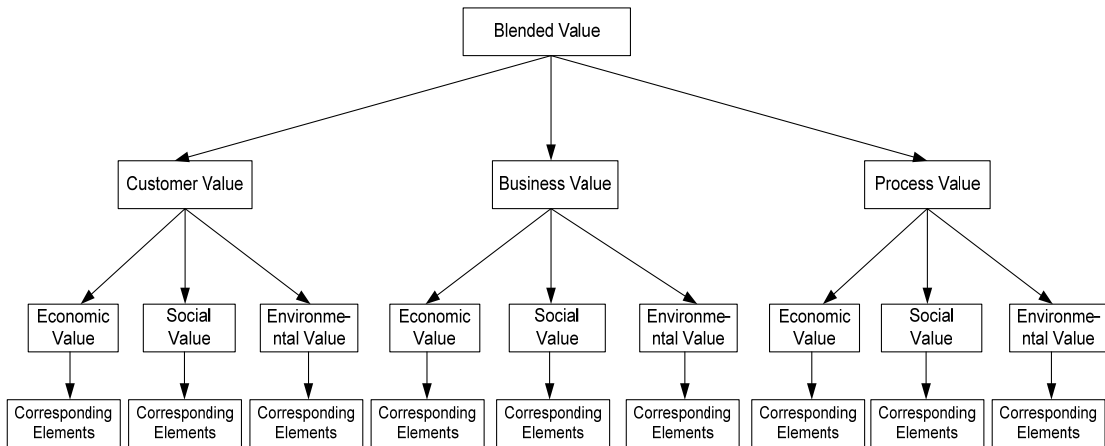 Blended Value
Customer Value
Business Value
Process Value
Economic
Value
Social
Value
Environme-
ntal Value
Economic
Value
Social
Value
Environme-
ntal Value
Economic
Value
Social
Value
Environme-
ntal Value
Corresponding
Elements
Corresponding
Elements
Corresponding
Elements
Corresponding
Elements
Corresponding
Elements
Corresponding
Elements
Corresponding
Elements
Corresponding
Elements
Corresponding
Elements